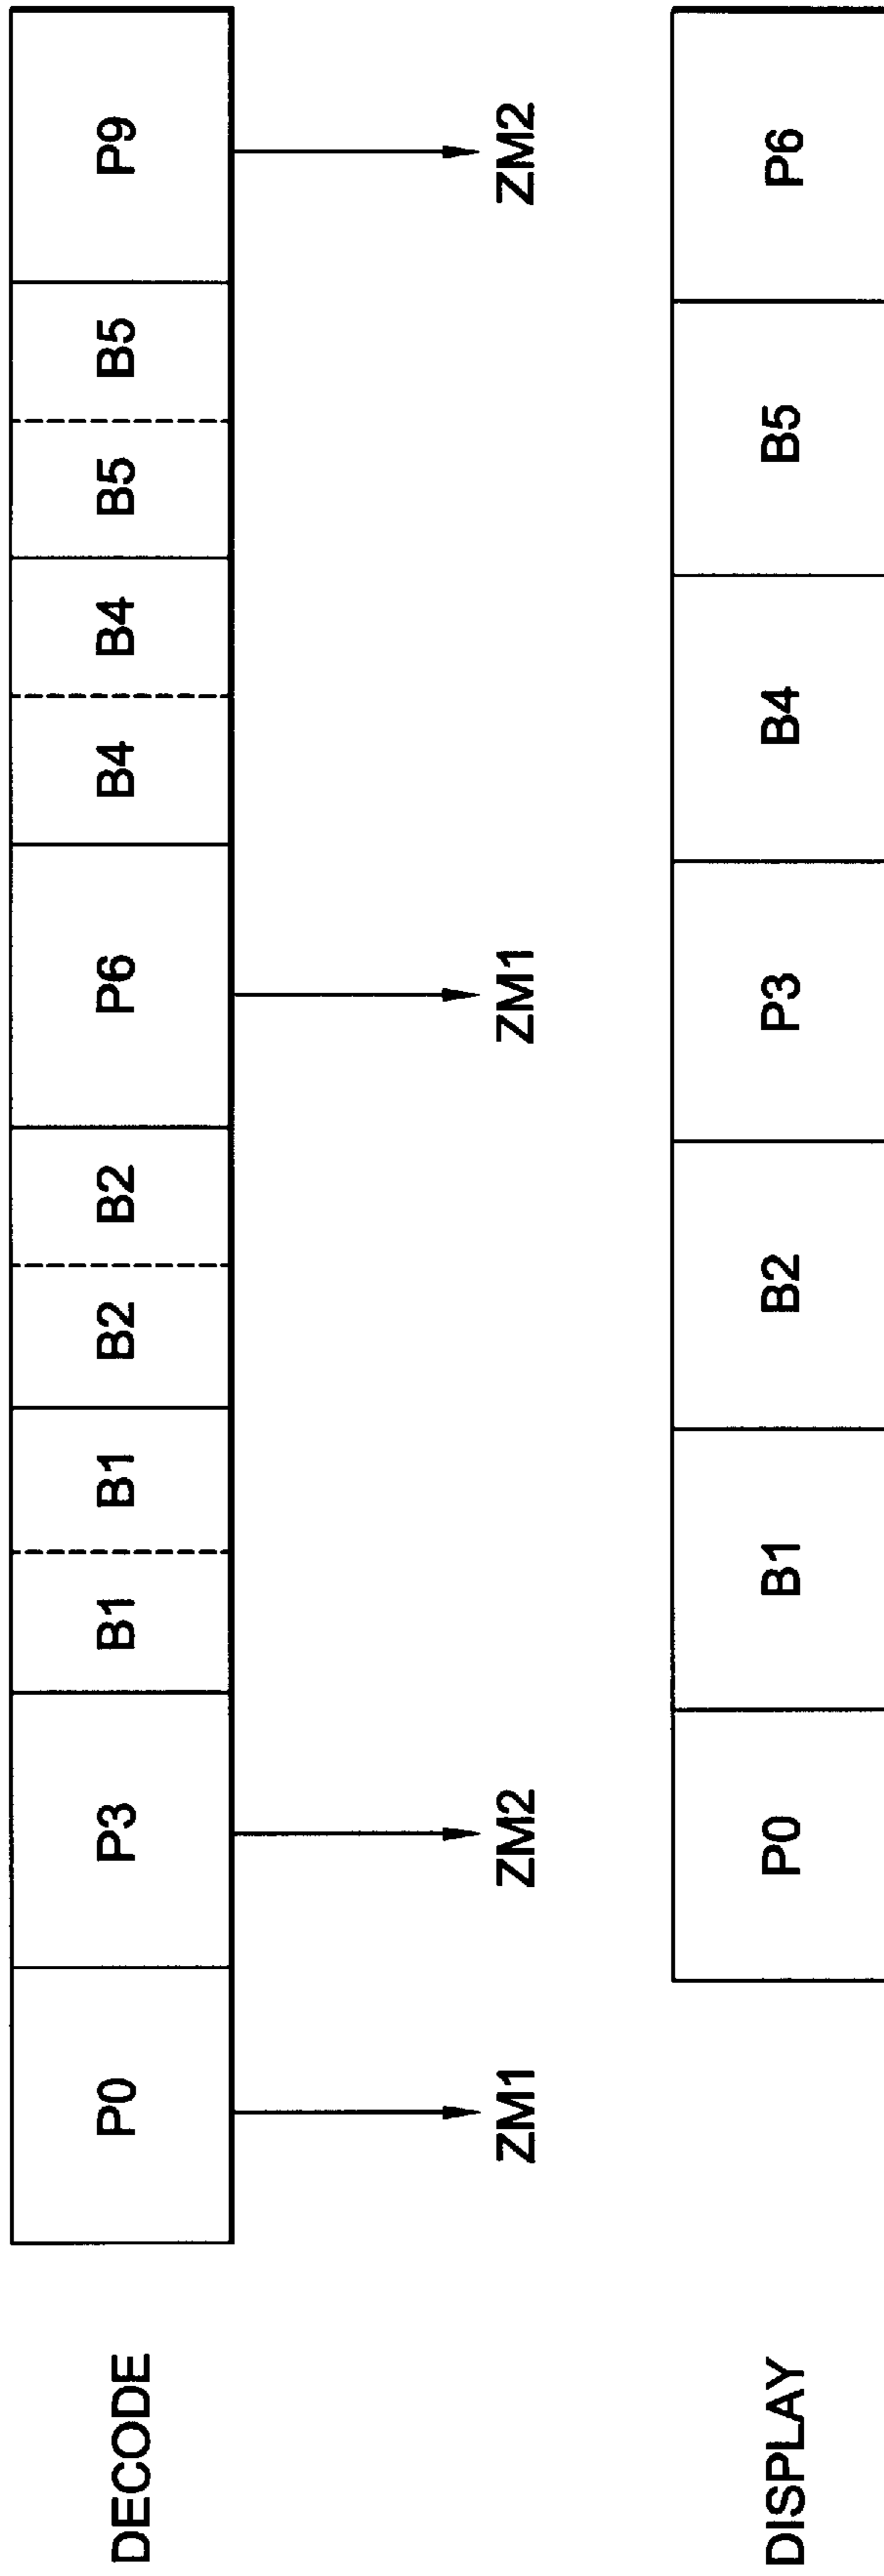 DECODE P0 P3 B1 B1 B2 B2 P6 B4 B4 B5 B5 P9
ZM1 ZM2 ZM1 ZM2
DISPLAY P0 B1 B2 P3 B4 B5 P6